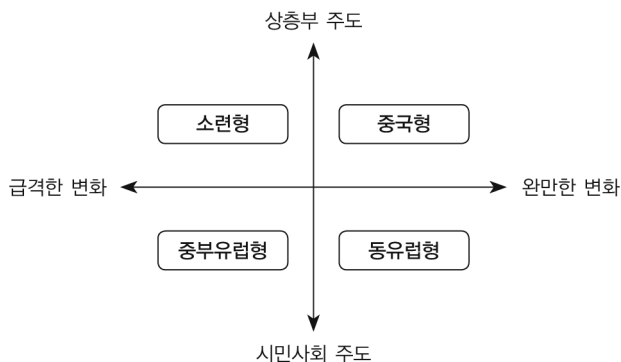 상층부 주도
소련형
중국형
급격한 변화
완만한 변화
중부유럽형
동유럽형
시민사회 주도